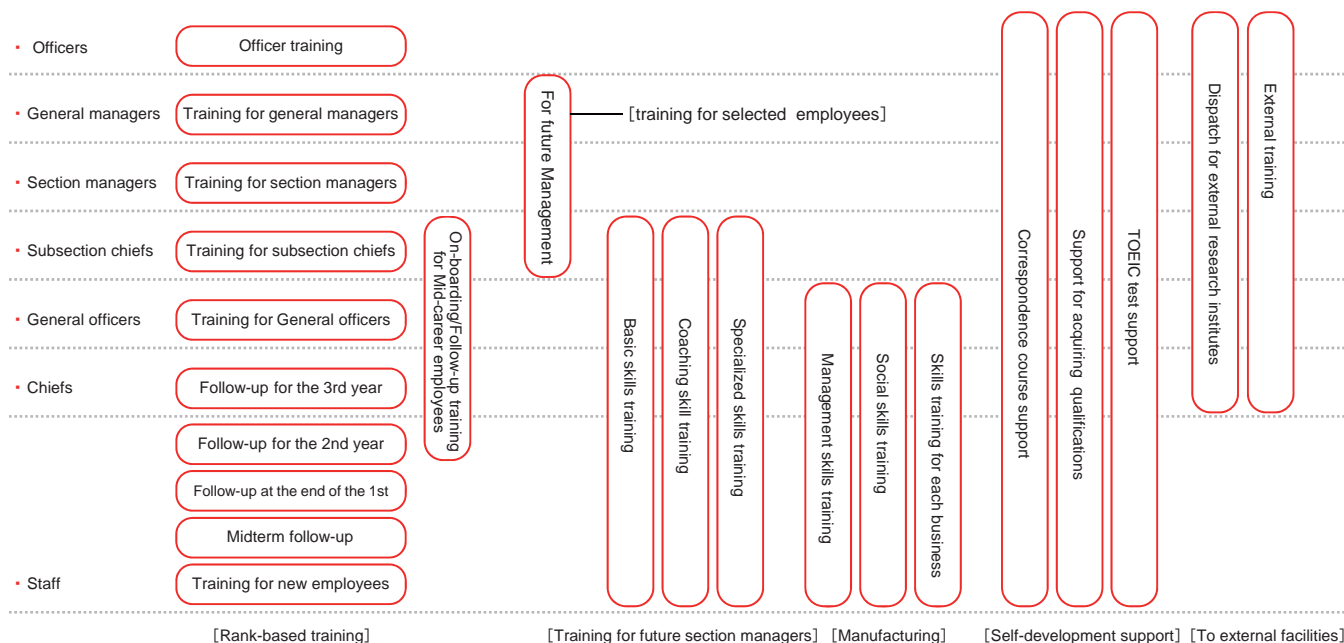 ・ Officers
Officer training
・ General managers
Training for general managers
・ Section managers
Training for section managers
・ Subsection chiefs
Training for subsection chiefs
・ General officers
Training for General officers
・ Chiefs
Follow-up for the 3rd year
Follow-up for the 2nd year
Follow-up at the end of the 1st
Midterm follow-up
・ Staff
Training for new employees
On-boarding/Follow-up training
for Mid-career employees
For future Management
[training for selected employees]
Basic skills training
Coaching skill training
Specialized skills training
Management skills training
Social skills training
Skills training for each business
Correspondence course support
Support for acquiring qualifications
TOEIC test support
Dispatch for external research institutes
External training
[Rank-based training]
[Training for future section managers]
[Manufacturing]
[Self-development support]
[To external facilities]